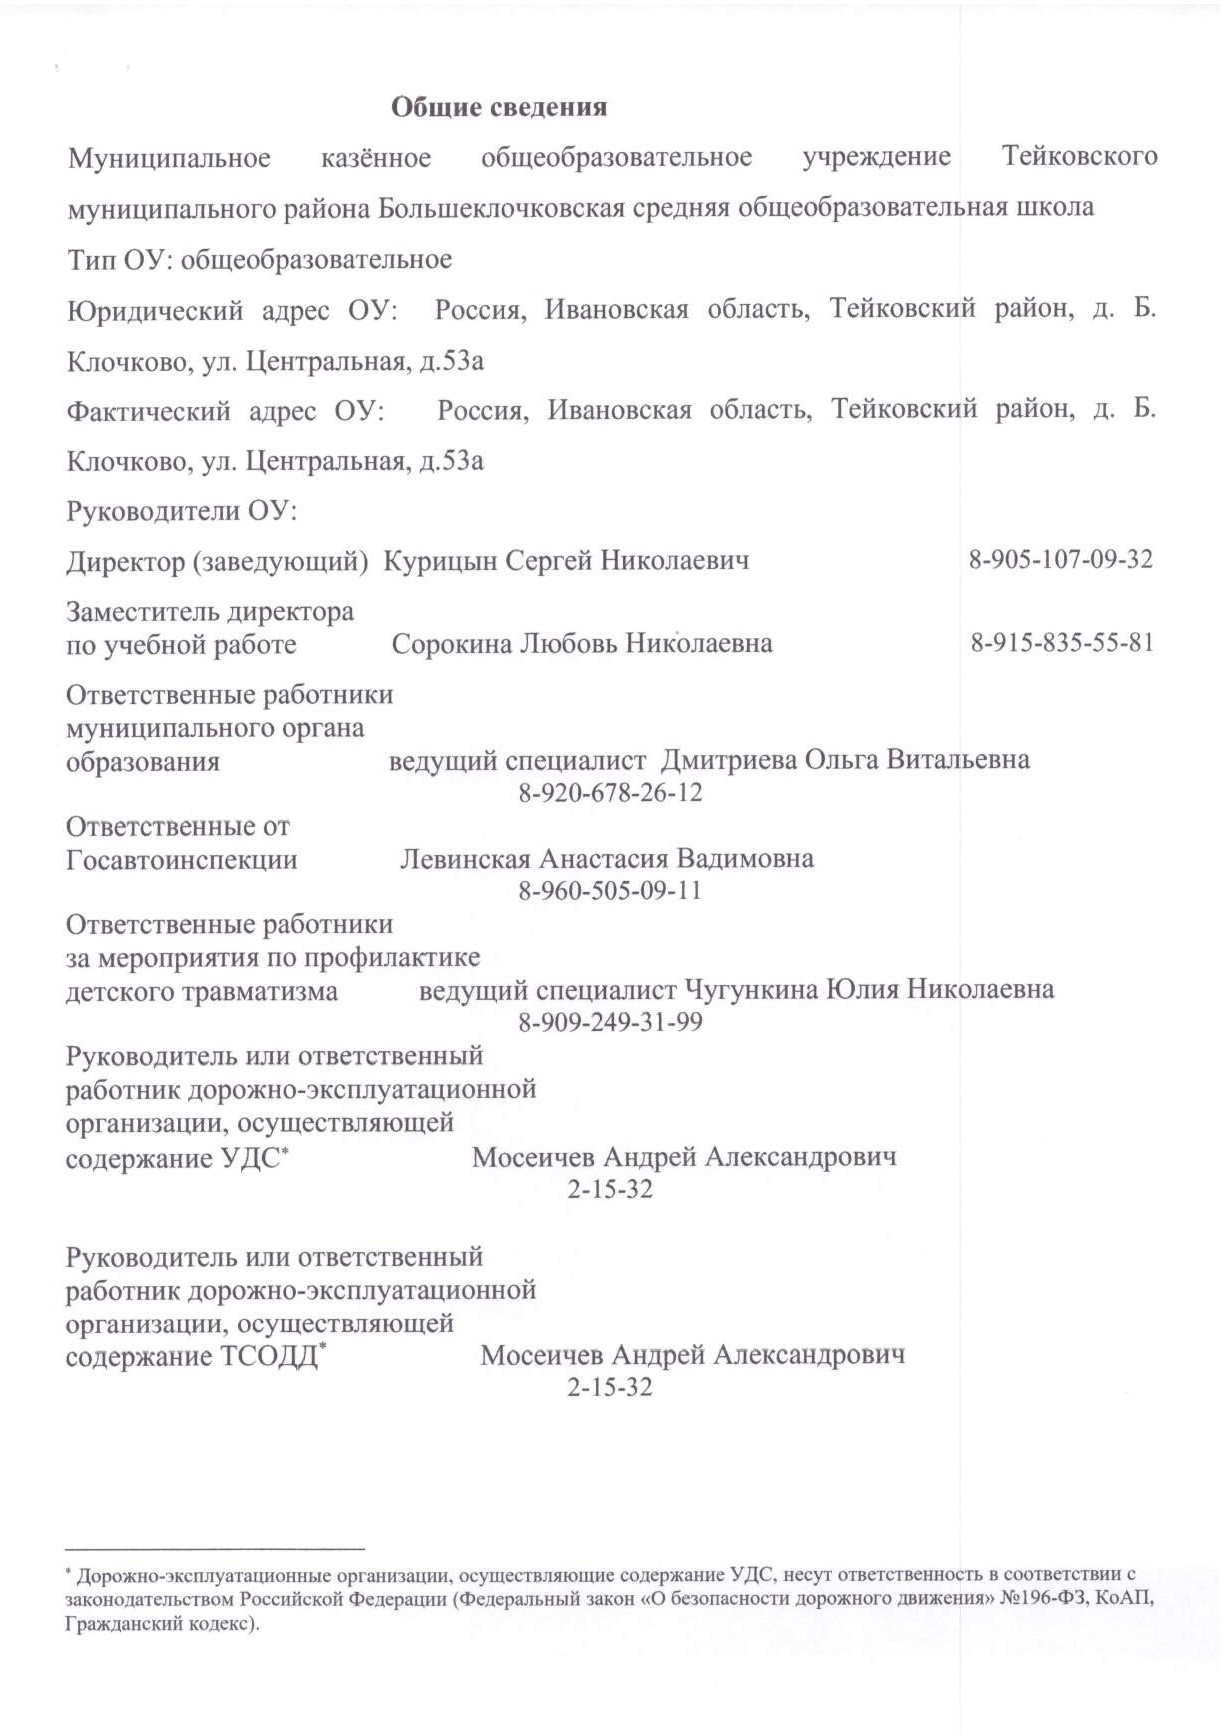 Общие сведения
Муниципальное казённое общеобразовательное учреждение Тейковского
муниципального района Большеклочковская средняя общеобразовательная школа
Тип ОУ: общеобразовательное
Юридический адрес ОУ: Россия, Ивановская область, Тейковский район, д. Б.
Клочково, ул. Центральная, д.53а
Фактический адрес ОУ: Россия, Ивановская область, Тейковский район, д. Б.
Клочково, ул. Центральная, д.53а
Руководители ОУ:
Директор (заведующий) Курицын Сергей Николаевич 8-905-107-09-32
Заместитель директора
по учебной работе Сорокина Любовь Николаевна 8-915-835-55-81
Ответственные работники
муниципального органа
образования ведущий специалист Дмитриева Ольга Витальевна
8-920-678-26-12
Ответственные от
Госавтоинспекции Левинская Анастасия Вадимовна
8-960-505-09-11
Ответственные работники
за мероприятия по профилактике
детского травматизма ведущий специалист Чугункина Юлия Николаевна
8-909-249-31-99
Руководитель или ответственный
работник дорожно-эксплуатационной
организации, осуществляющей
содержание УДС* Мосеичев Андрей Александрович
2-15-32
Руководитель или ответственный
работник дорожно-эксплуатационной
организации, осуществляющей
содержание ТСОДД* Мосеичев Андрей Александрович
2-15-32
* Дорожно-эксплуатационные организации, осуществляющие содержание УДС, несут ответственность в соответствии с
законодательством Российской Федерации (Федеральный закон «О безопасности дорожного движения» №196-ФЗ, КоАП,
Гражданский кодекс).